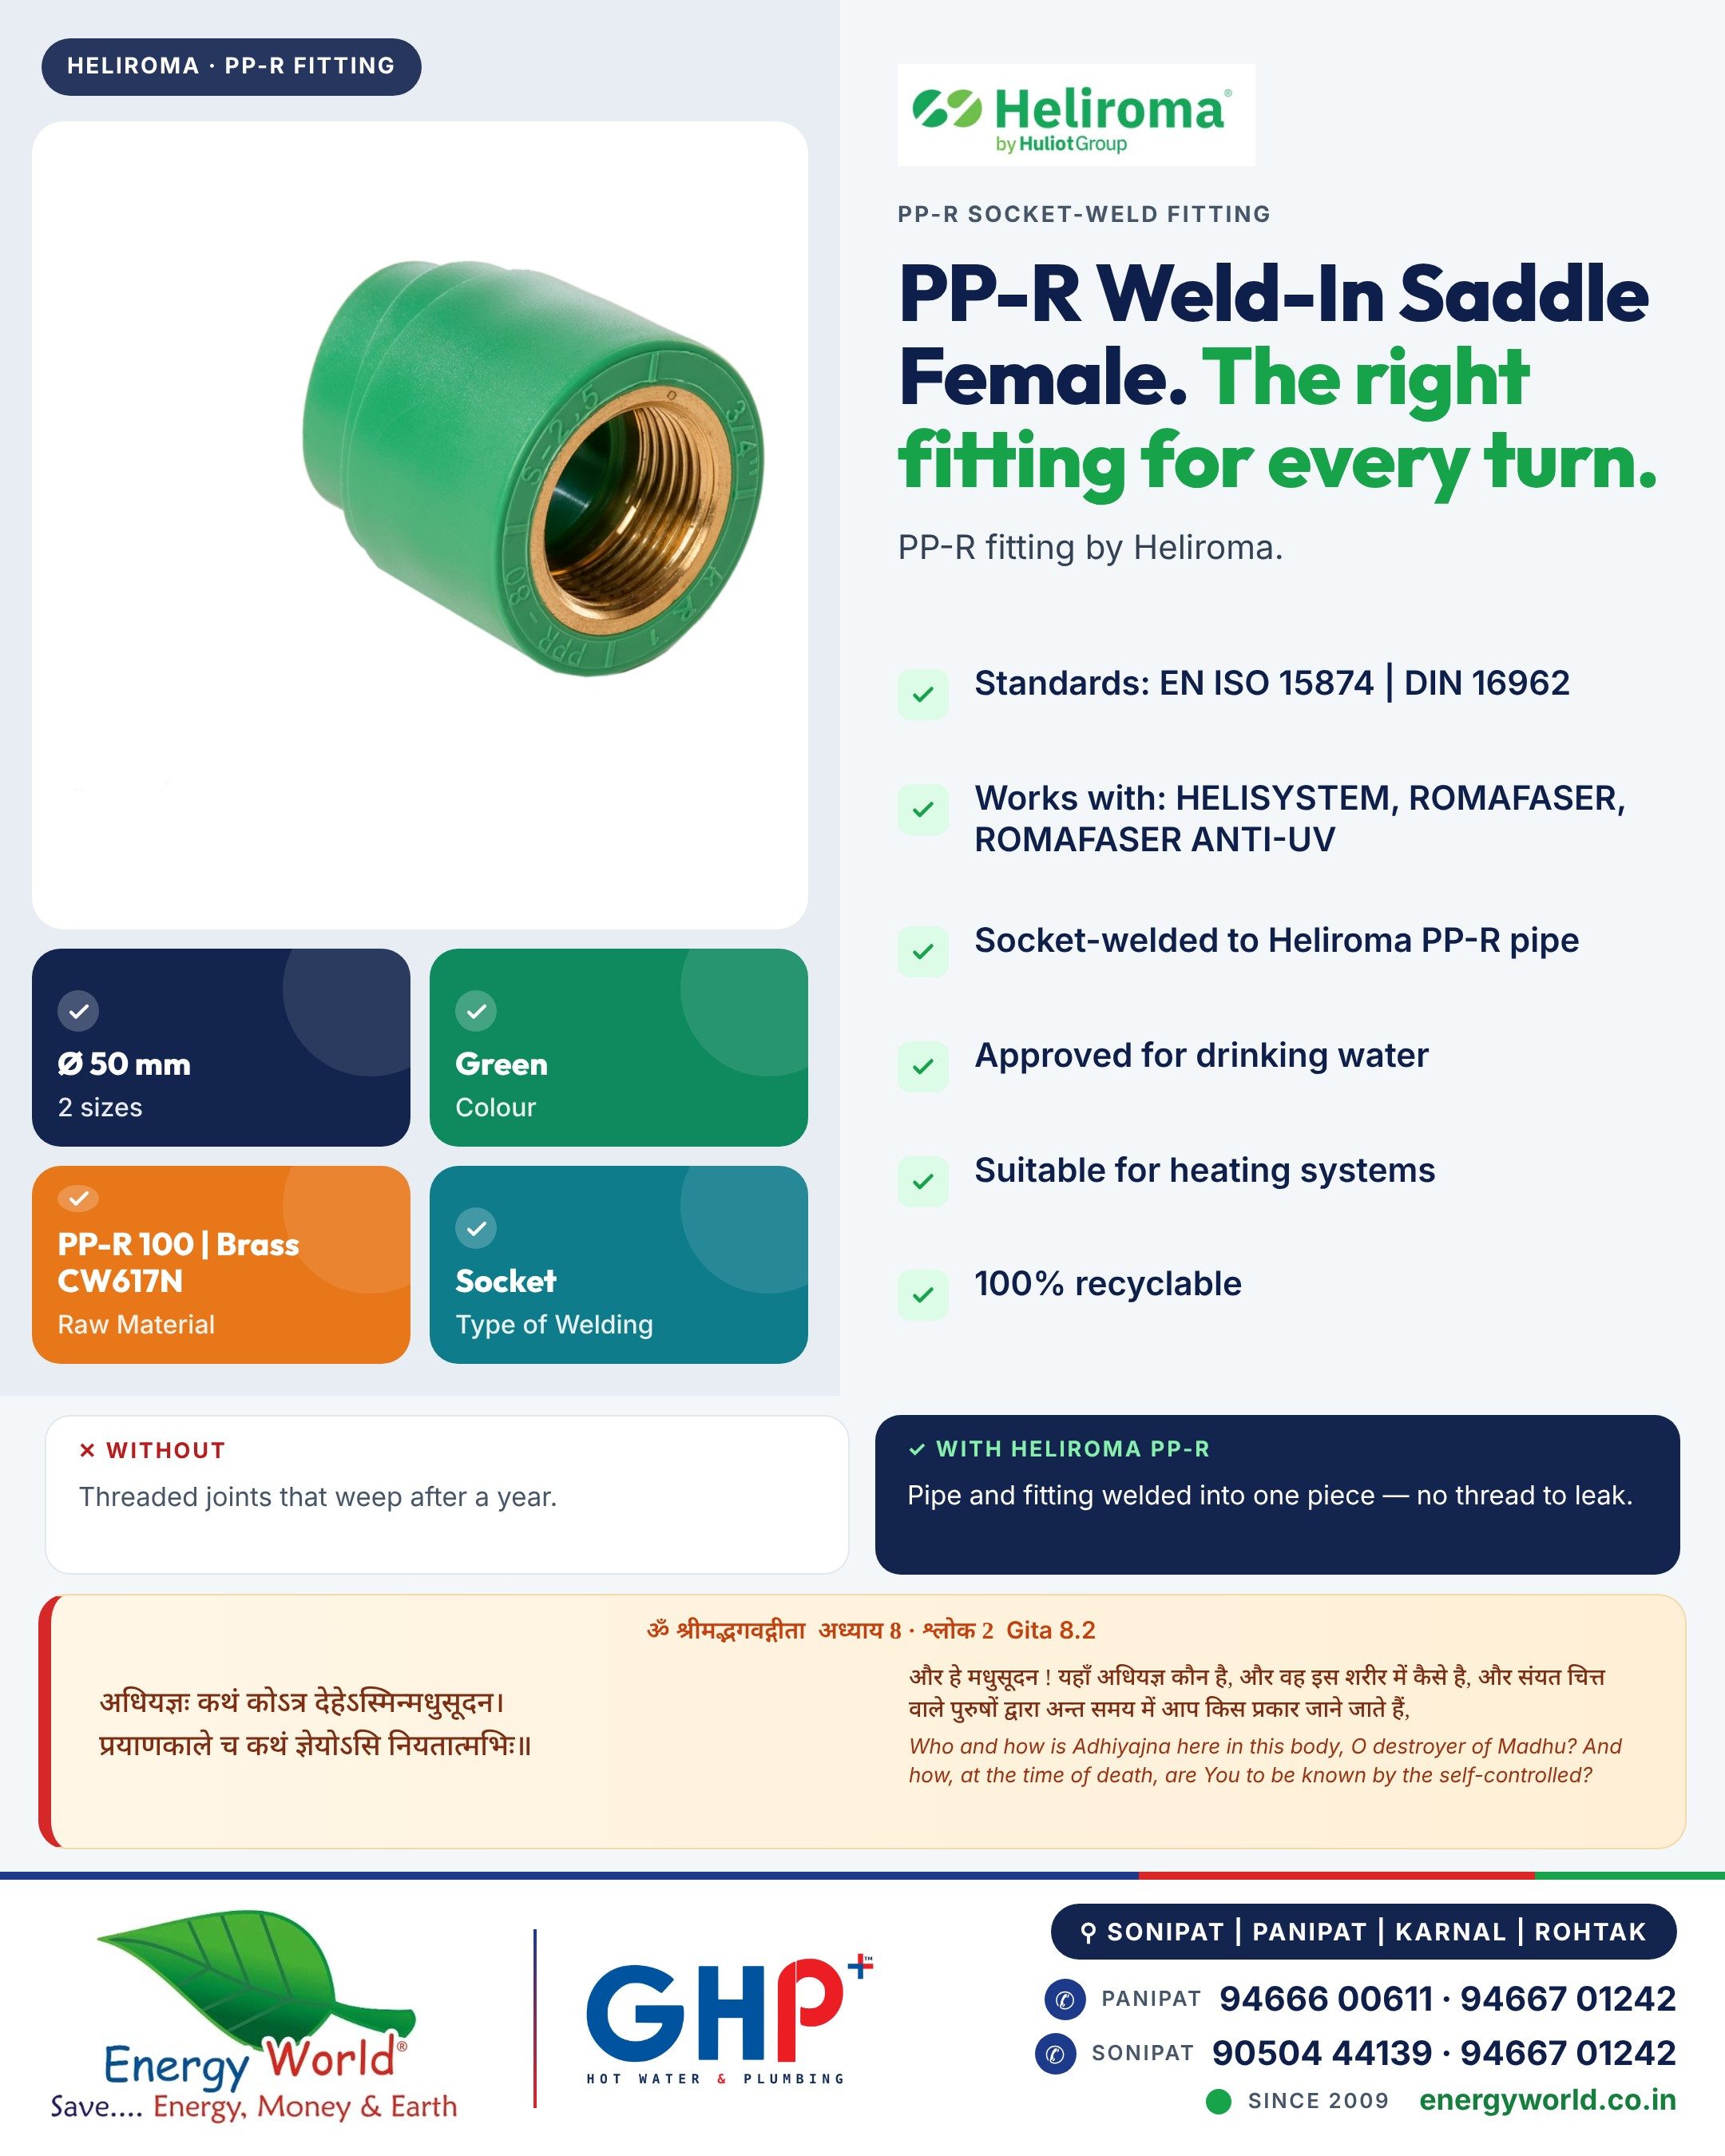 HELIROMA · PP-R FITTING
S-2,5
3/4"
PPR-80
Heliroma®
by Huliot Group
PP-R SOCKET-WELD FITTING
PP-R Weld-In Saddle
Female. The right
fitting for every turn.
PP-R fitting by Heliroma.
Standards: EN ISO 15874 | DIN 16962
Works with: HELISYSTEM, ROMAFASER,
ROMAFASER ANTI-UV
Socket-welded to Heliroma PP-R pipe
Approved for drinking water
Suitable for heating systems
100% recyclable
Ø 50 mm
2 sizes
Green
Colour
PP-R 100 | Brass
CW617N
Raw Material
Socket
Type of Welding
✕ WITHOUT
Threaded joints that weep after a year.
✓ WITH HELIROMA PP-R
Pipe and fitting welded into one piece — no thread to leak.
ॐ श्रीमद्भगवद्गीता अध्याय 8 · श्लोक 2 Gita 8.2
अधियज्ञः कथं कोऽत्र देहेऽस्मिन्मधुसूदन।
प्रयाणकाले च कथं ज्ञेयोऽसि नियतात्मभिः॥
और हे मधुसूदन ! यहाँ अधियज्ञ कौन है, और वह इस शरीर में कैसे है, और संयत चित्त
वाले पुरुषों द्वारा अन्त समय में आप किस प्रकार जाने जाते हैं,
Who and how is Adhiyajna here in this body, O destroyer of Madhu? And
how, at the time of death, are You to be known by the self-controlled?
Energy World®
Save.... Energy, Money & Earth
GHP+™
HOT WATER & PLUMBING
SONIPAT | PANIPAT | KARNAL | ROHTAK
PANIPAT 94666 00611 · 94667 01242
SONIPAT 90504 44139 · 94667 01242
SINCE 2009 energyworld.co.in